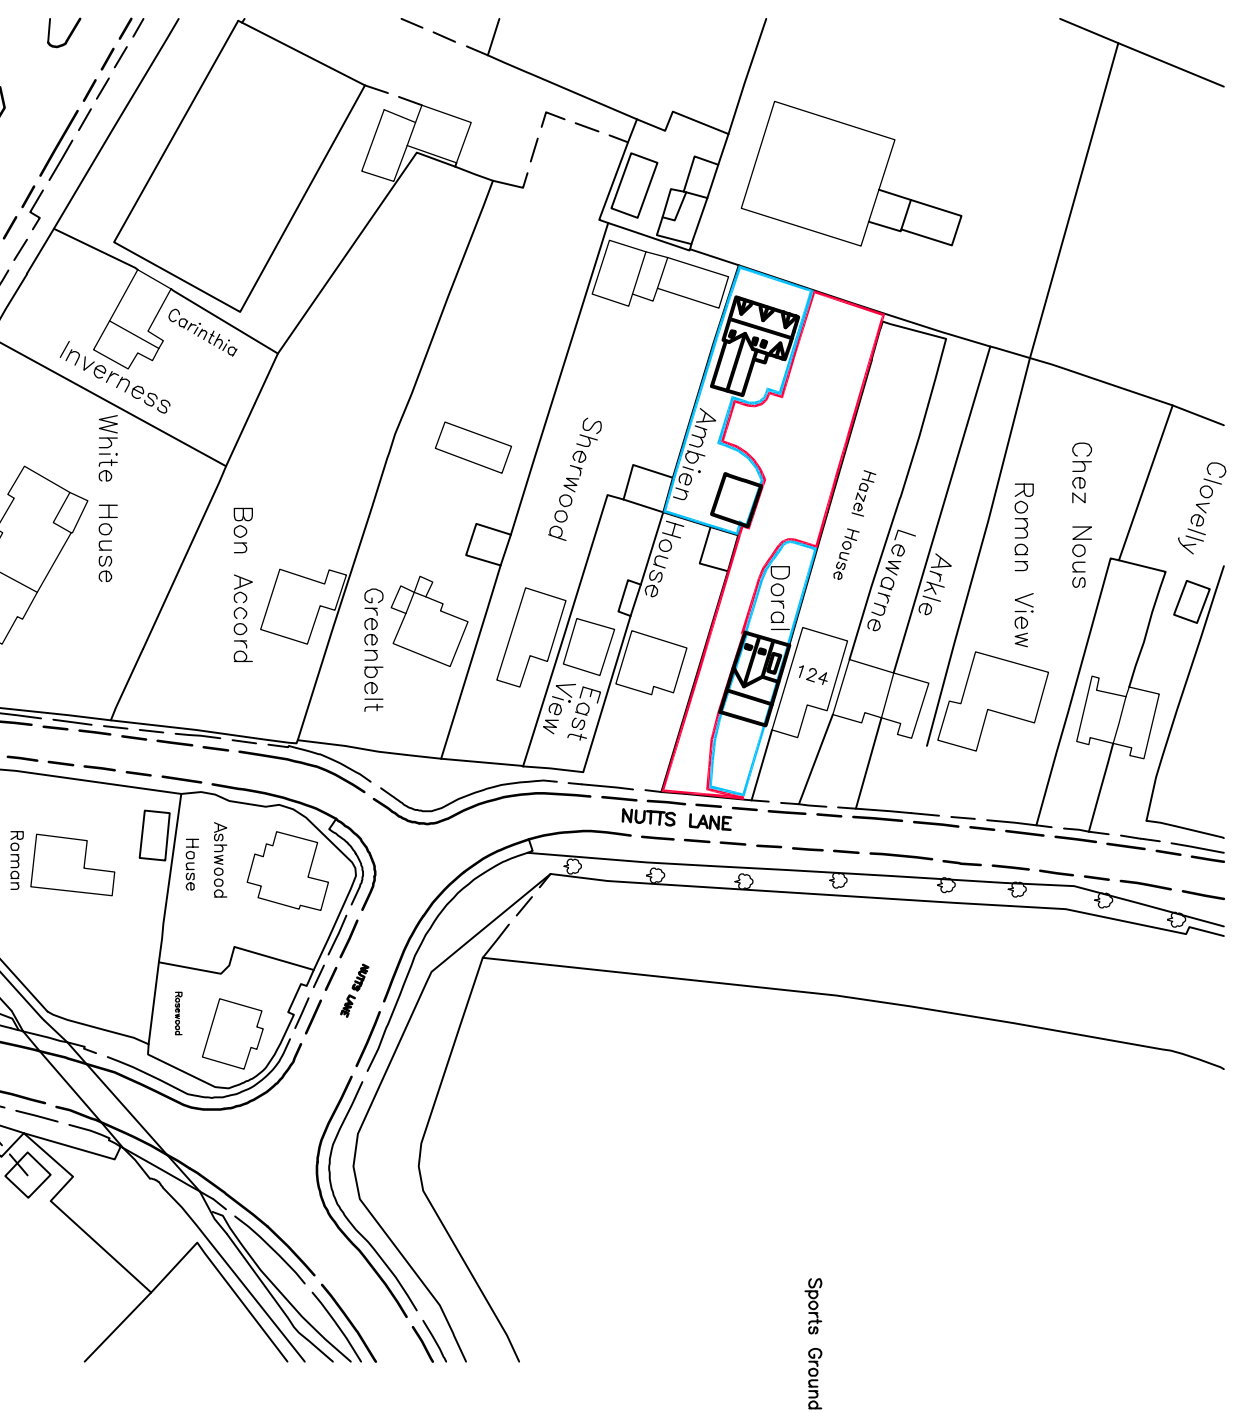 Carinthia
Inverness
White
House
Bon Accord
Greenbelt
Sherwood
East
View
Ambien
House
Doral
Hazel House
124
Lewarne
Arkle
Roman View
Chez Nous
Clovelly
NUTTS LANE
Ashwood
House
Roman
NUTTS LANE
Rosewood
Sports Ground